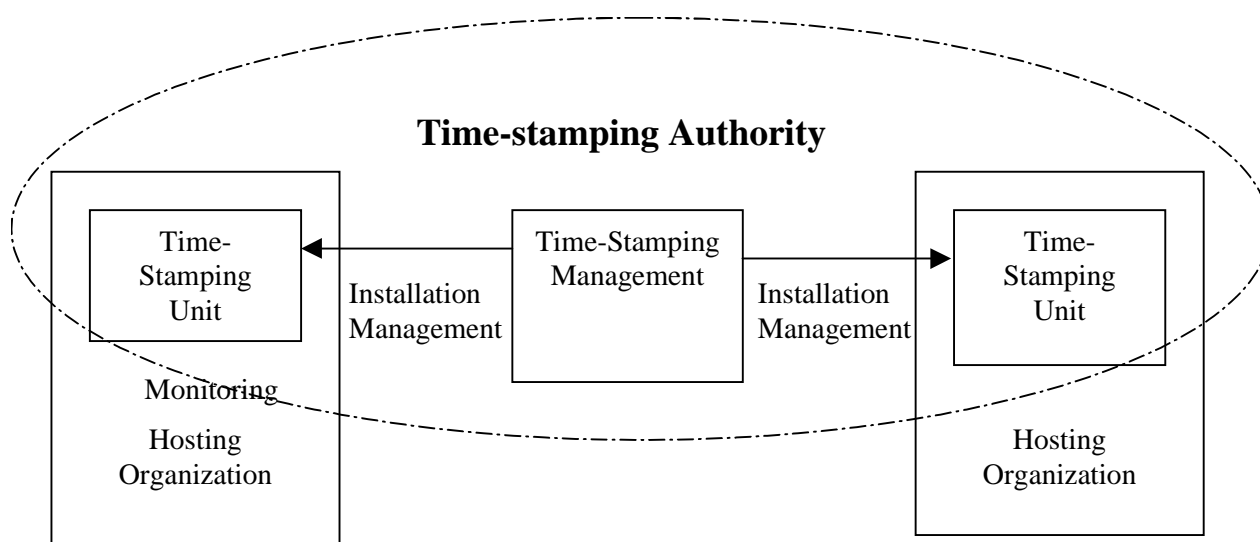 Time-stamping Authority
Time-
Stamping
Unit
Time-Stamping
Management
Time-
Stamping
Unit
Installation
Management
Installation
Management
Monitoring
Hosting
Organization
Hosting
Organization